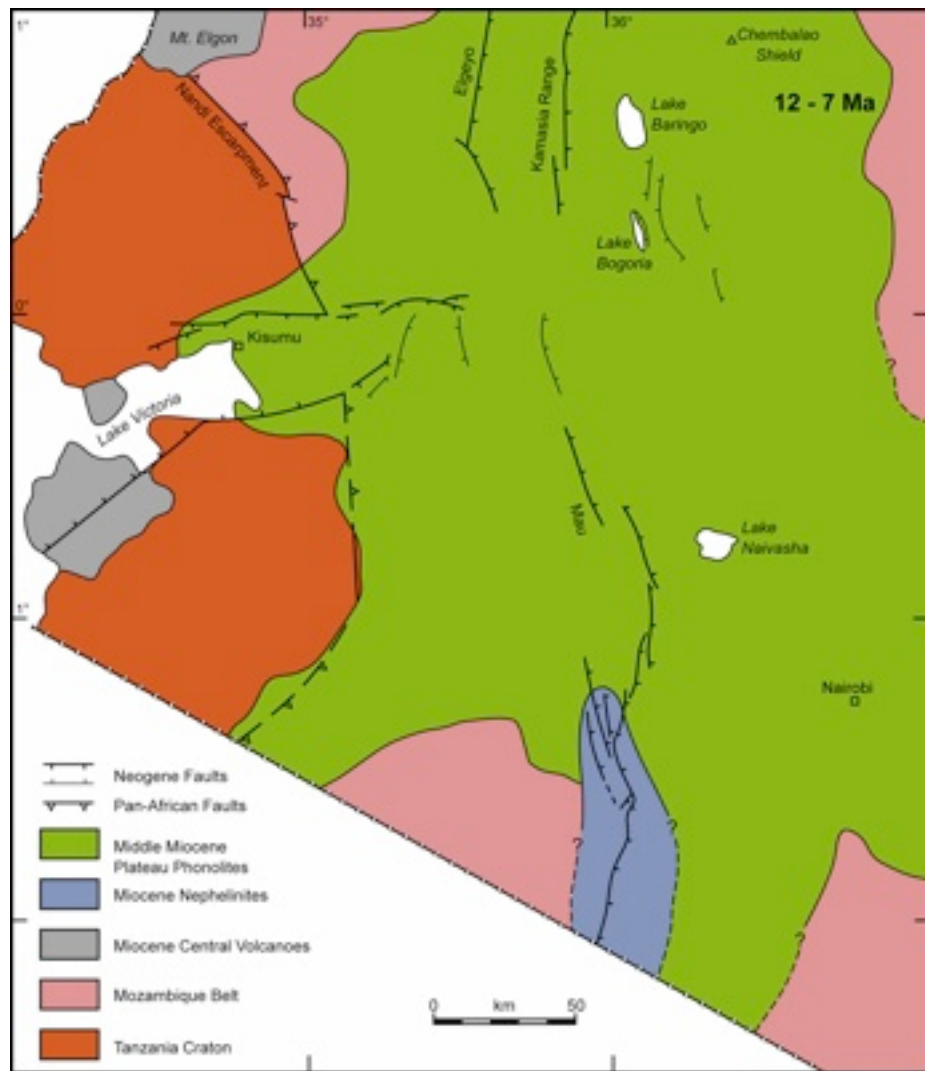 1°
35°
36°
Mt. Elgon
Chembalao
Shield
12 - 7 Ma
Nandi Escarpment
Elgeyo
Kamasia Range
Lake
Baringo
Lake
Bogoria
0°
Kisumu
?
Lake Victoria
Mau
Lake
Naivasha
1°
Nairobi
?
?
?
Neogene Faults
Pan-African Faults
Middle Miocene
Plateau Phonolites
Miocene Nephelinites
Miocene Central Volcanoes
Mozambique Belt
Tanzania Craton
0
km
50